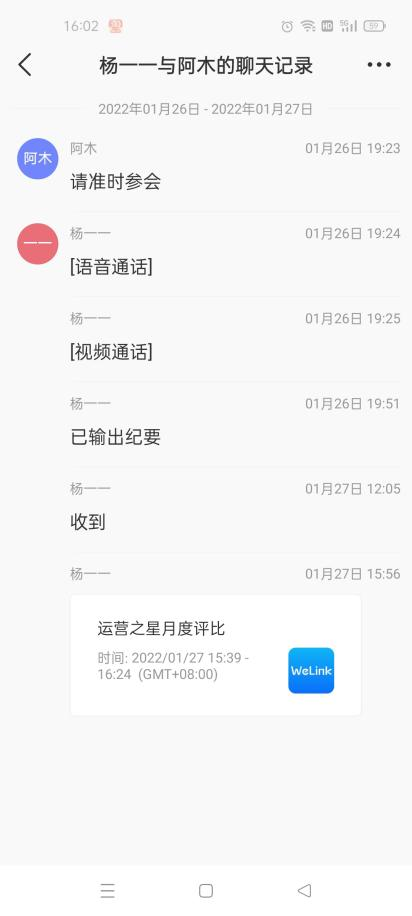 16:02
HD 5G 59
杨一一与阿木的聊天记录
2022年01月26日 - 2022年01月27日
阿木
阿木 01月26日 19:23
请准时参会
一一
杨一一 01月26日 19:24
[语音通话]
杨一一 01月26日 19:25
[视频通话]
杨一一 01月26日 19:51
已输出纪要
杨一一 01月27日 12:05
收到
杨一一 01月27日 15:56
运营之星月度评比
时间: 2022/01/27 15:39 -
16:24 (GMT+08:00)
WeLink